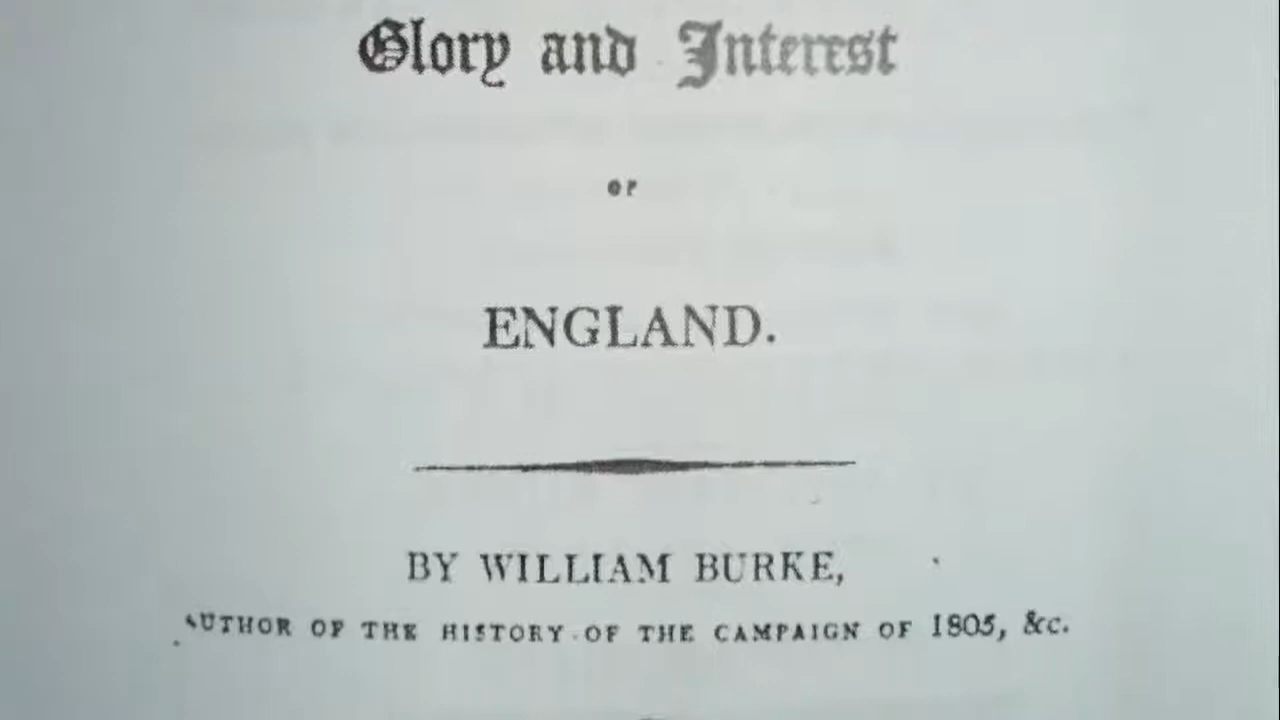 Glory and Interest
OF
ENGLAND.
BY WILLIAM BURKE,
AUTHOR OF THE HISTORY OF THE CAMPAIGN OF 1805, &c.